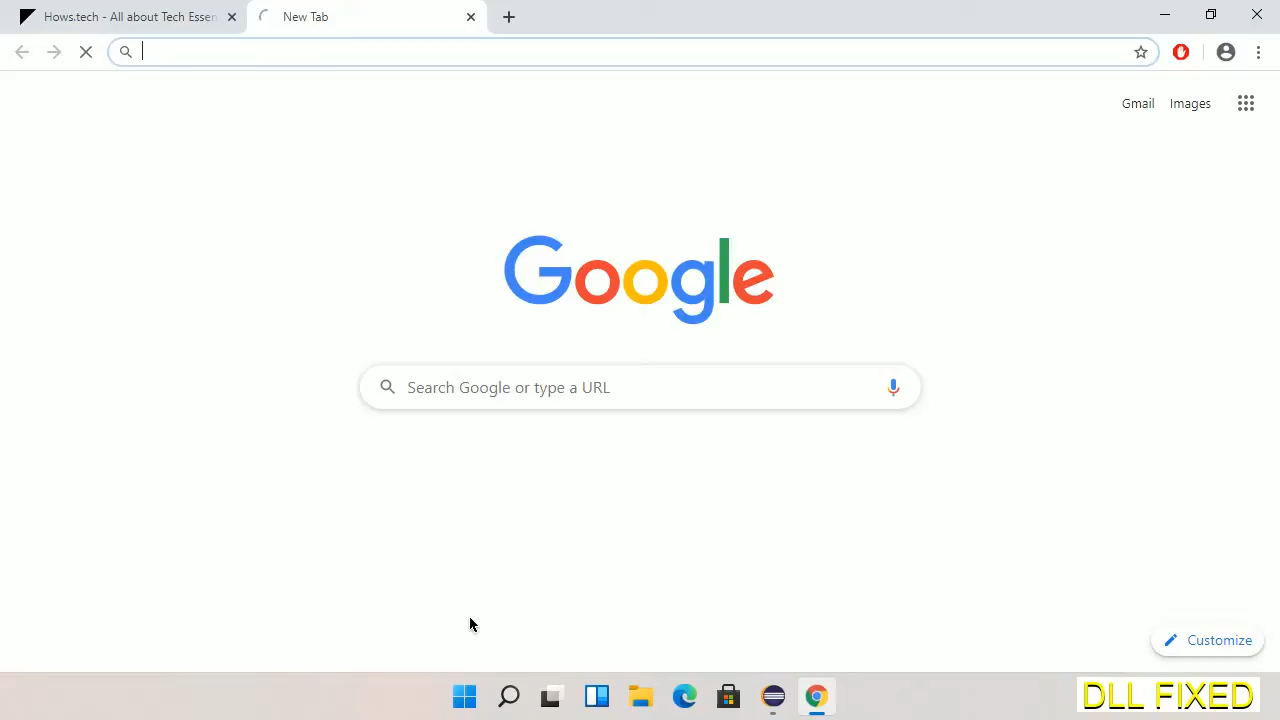 Hows.tech - All about Tech Essen
New Tab
Gmail Images
Google
Search Google or type a URL
Customize
DLL FIXED